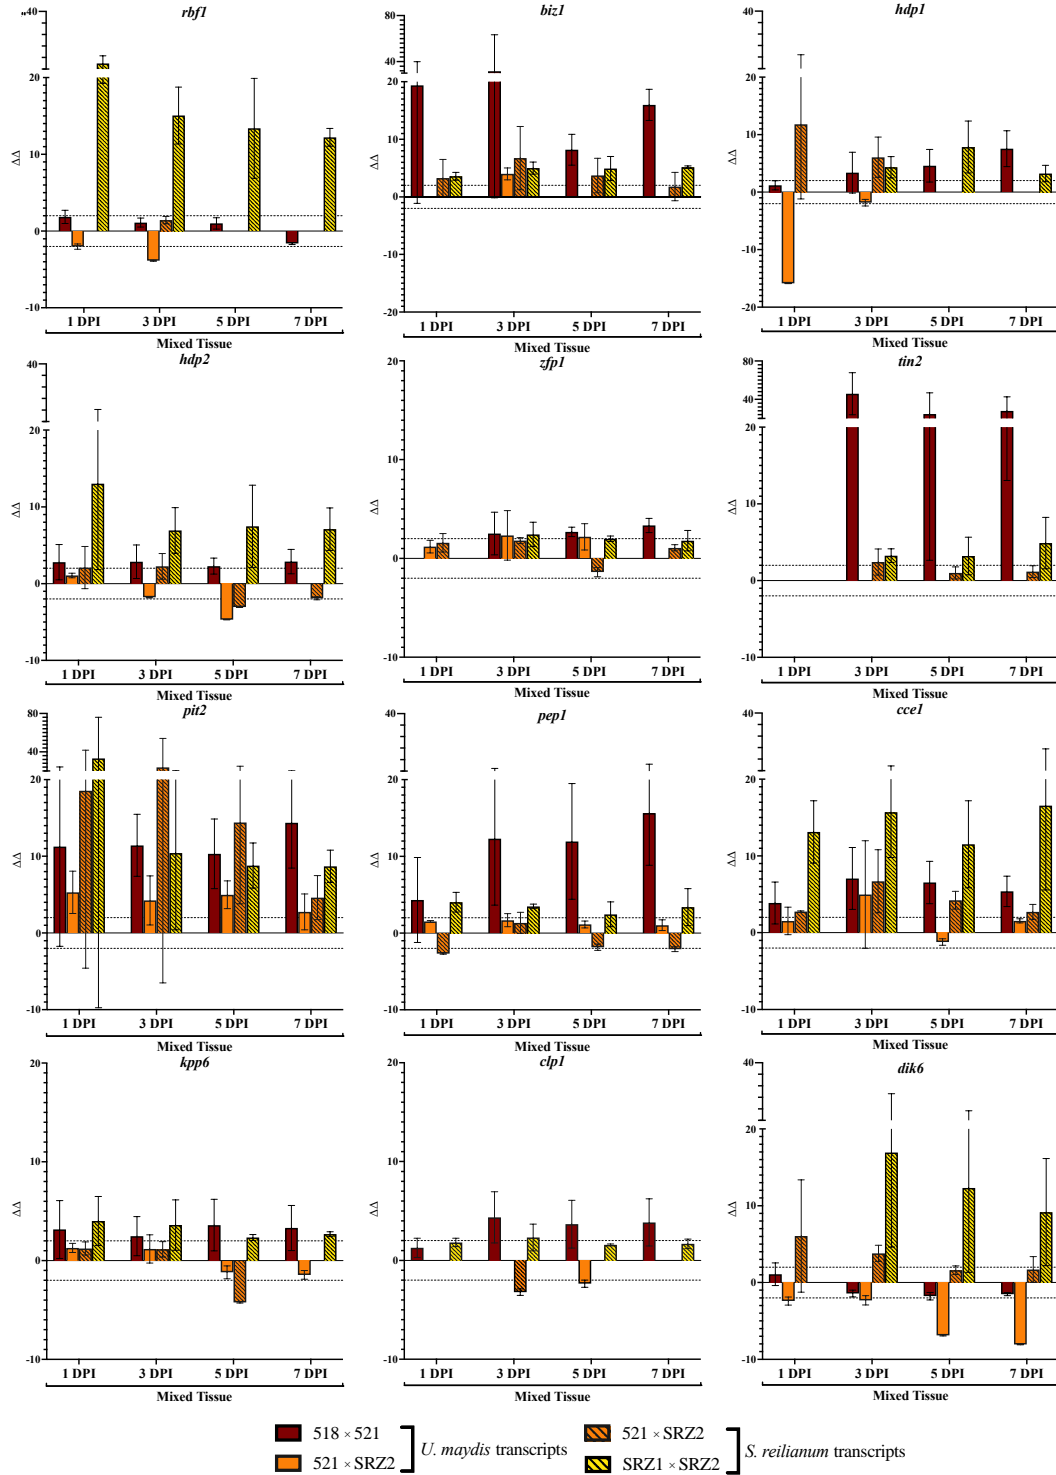 rbf1
40
20
10
0
-10
ΔΔ
1 DPI 3 DPI 5 DPI 7 DPI
Mixed Tissue
biz1
80
40
20
10
0
-10
-20
ΔΔ
1 DPI 3 DPI 5 DPI 7 DPI
Mixed Tissue
hdp1
40
20
10
0
-10
-20
ΔΔ
1 DPI 3 DPI 5 DPI 7 DPI
Mixed Tissue
hdp2
40
20
10
0
-10
ΔΔ
1 DPI 3 DPI 5 DPI 7 DPI
Mixed Tissue
zfp1
20
10
0
-10
ΔΔ
1 DPI 3 DPI 5 DPI 7 DPI
Mixed Tissue
tin2
80
40
20
10
0
-10
ΔΔ
1 DPI 3 DPI 5 DPI 7 DPI
Mixed Tissue
pit2
80
40
20
10
0
-10
ΔΔ
1 DPI 3 DPI 5 DPI 7 DPI
Mixed Tissue
pep1
40
20
10
0
-10
ΔΔ
1 DPI 3 DPI 5 DPI 7 DPI
Mixed Tissue
cce1
40
20
10
0
-10
ΔΔ
1 DPI 3 DPI 5 DPI 7 DPI
Mixed Tissue
kpp6
20
10
0
-10
ΔΔ
1 DPI 3 DPI 5 DPI 7 DPI
Mixed Tissue
clp1
20
10
0
-10
ΔΔ
1 DPI 3 DPI 5 DPI 7 DPI
Mixed Tissue
dik6
40
20
10
0
-10
ΔΔ
1 DPI 3 DPI 5 DPI 7 DPI
Mixed Tissue
518 × 521
521 × SRZ2
U. maydis transcripts
521 × SRZ2
SRZ1 × SRZ2
S. reilianum transcripts